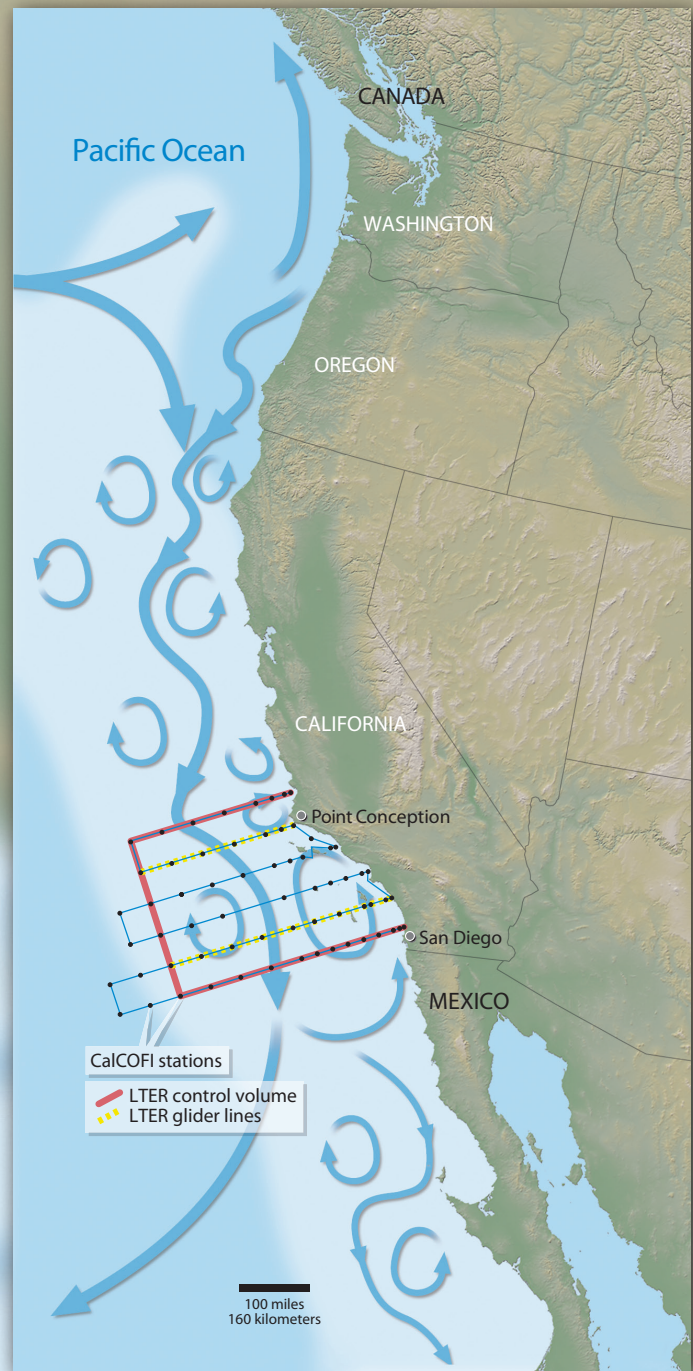 CANADA
Pacific Ocean
WASHINGTON
OREGON
CALIFORNIA
Point Conception
San Diego
MEXICO
CalCOFI stations
LTER control volume
LTER glider lines
100 miles
160 kilometers